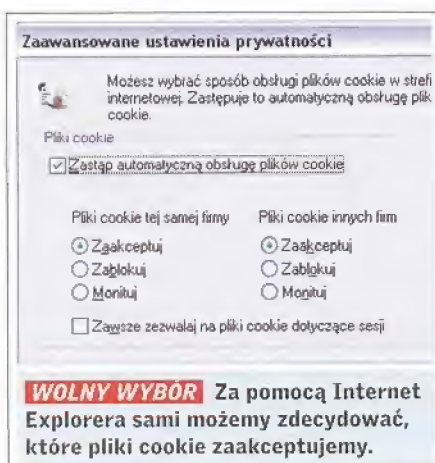 Zaawansowane ustawienia prywatności
Możesz wybrać sposób obsługi plików cookie w strefi
internetowej. Zastępuje to automatyczną obsługę plik
cookie.
Pliki cookie
Zastąp automatyczną obsługę plików cookie
Pliki cookie tej samej firmy Pliki cookie innych firm
Zaakceptuj Zaakceptuj
Zablokuj Zablokuj
Monituj Monituj
Zawsze zezwalaj na pliki cookie dotyczące sesji
WOLNY WYBÓR Za pomocą Internet
Explorera sami możemy zdecydować,
które pliki cookie zaakceptujemy.